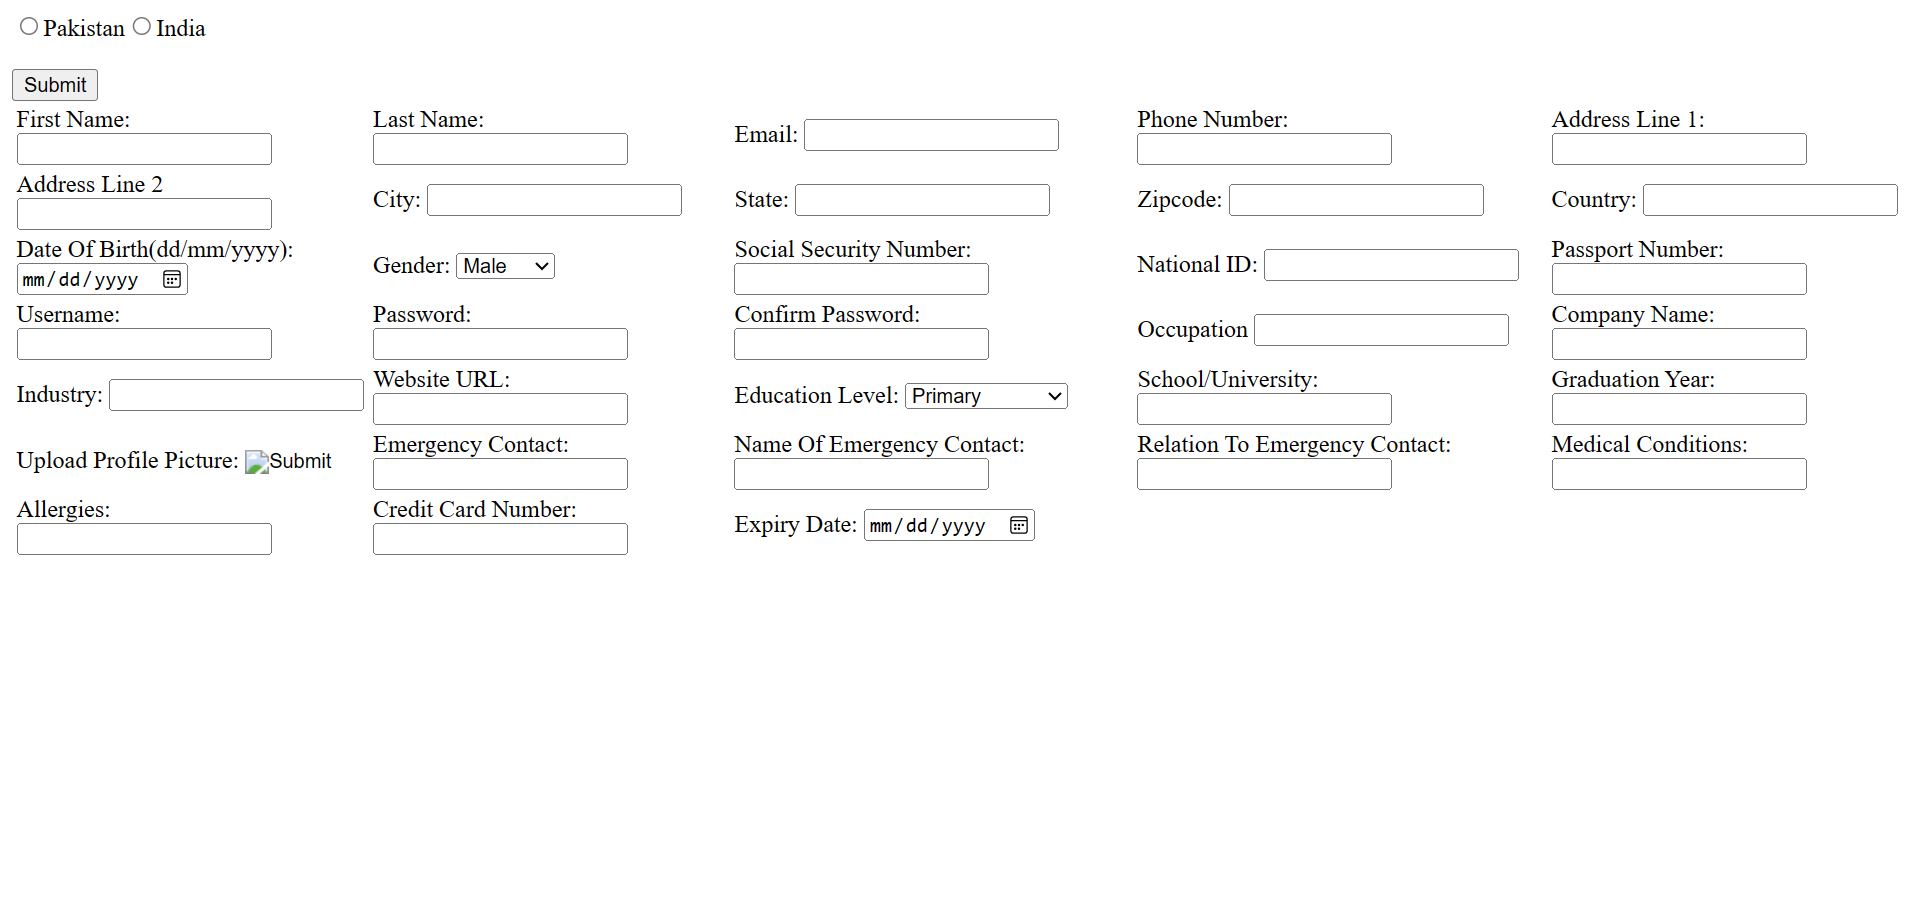 Pakistan India
Submit
First Name: Last Name: Email: Phone Number: Address Line 1:
Address Line 2 City: State: Zipcode: Country:
Date Of Birth(dd/mm/yyyy): mm/dd/yyyy Gender: Male Social Security Number: National ID: Passport Number:
Username: Password: Confirm Password: Occupation Company Name:
Industry: Website URL: Education Level: Primary School/University: Graduation Year:
Upload Profile Picture: Submit Emergency Contact: Name Of Emergency Contact: Relation To Emergency Contact: Medical Conditions:
Allergies: Credit Card Number: Expiry Date: mm/dd/yyyy